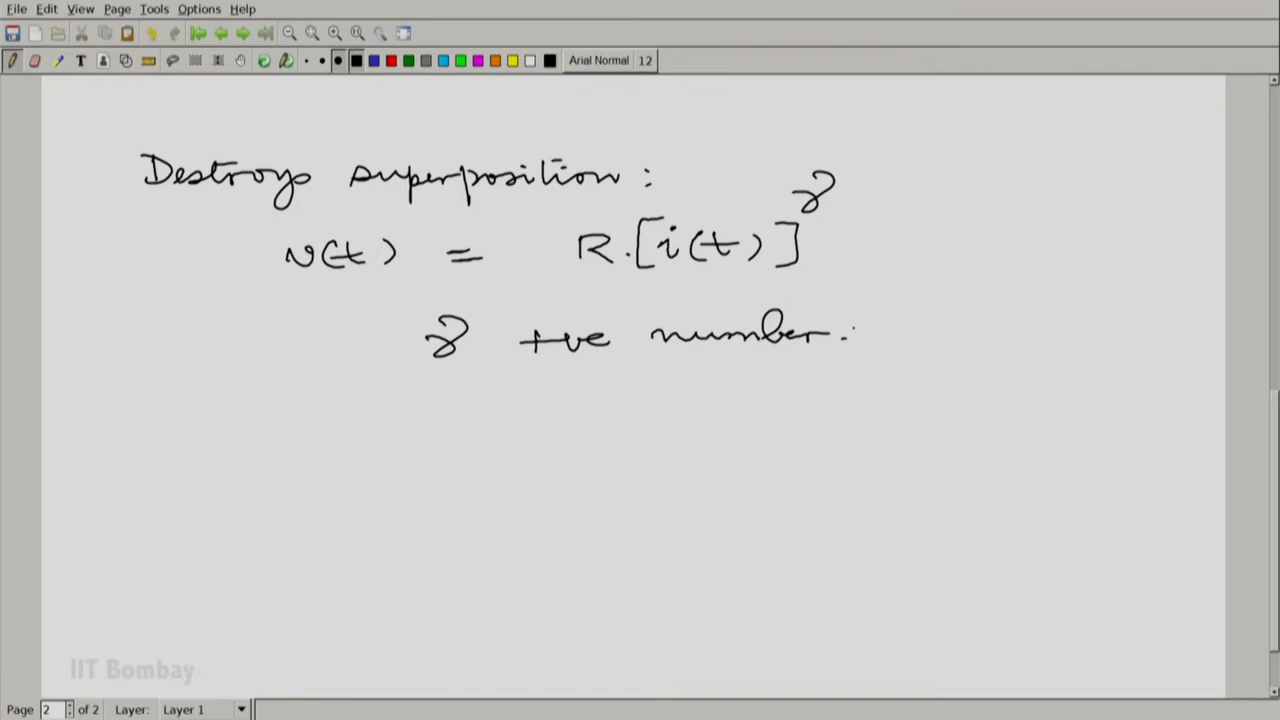 File Edit View Page Tools Options Help
Arial Normal 12
Destroys superposition :
v(t) = R.[i(t)]^γ
γ +ve number.
IIT Bombay
Page 2 of 2 Layer: Layer 1